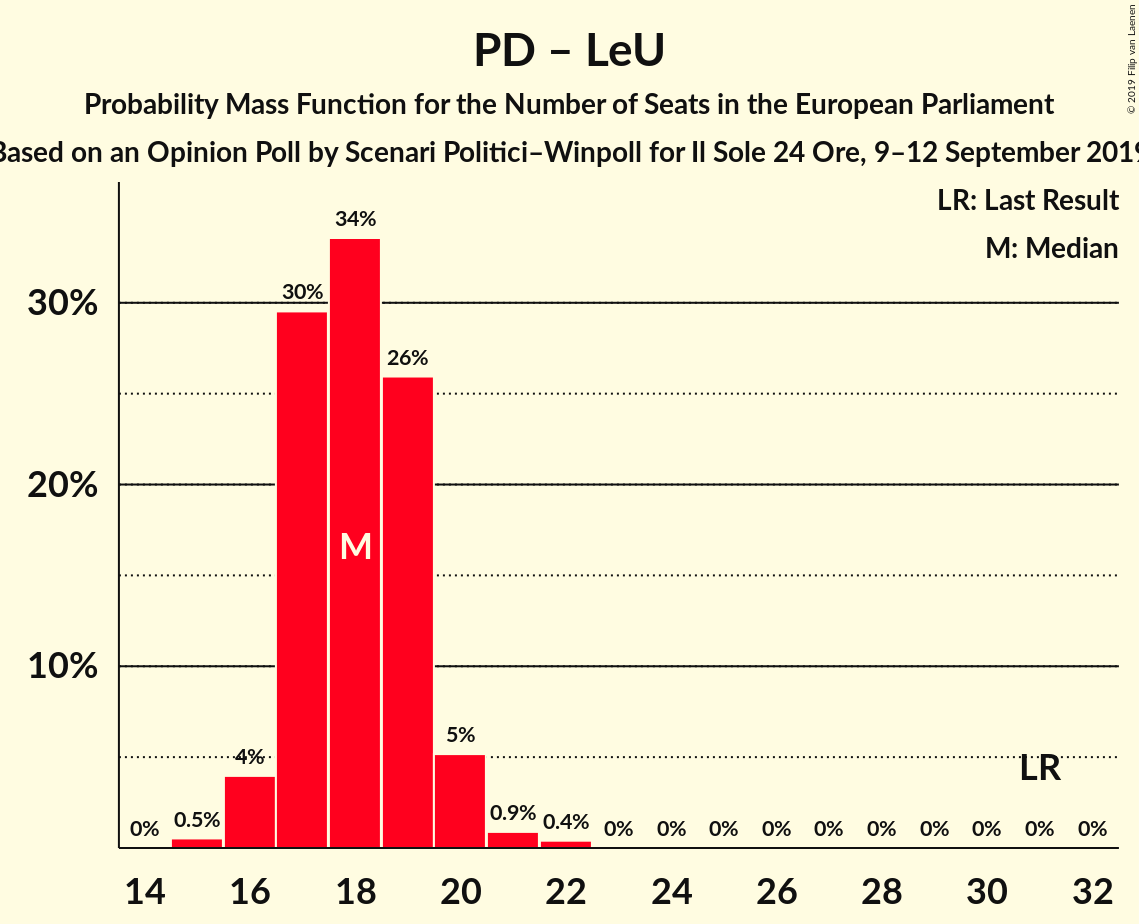 PD – LeU
Probability Mass Function for the Number of Seats in the European Parliament
Based on an Opinion Poll by Scenari Politici–Winpoll for Il Sole 24 Ore, 9–12 September 2019
© 2019 Filip van Laenen
LR: Last Result
M: Median
34%
30%
30%
26%
20%
M
10%
4%
5%
LR
0%
0.5%
0.9%
0.4%
0%
0%
0%
0%
0%
0%
0%
0%
0%
0%
14 16 18 20 22 24 26 28 30 32